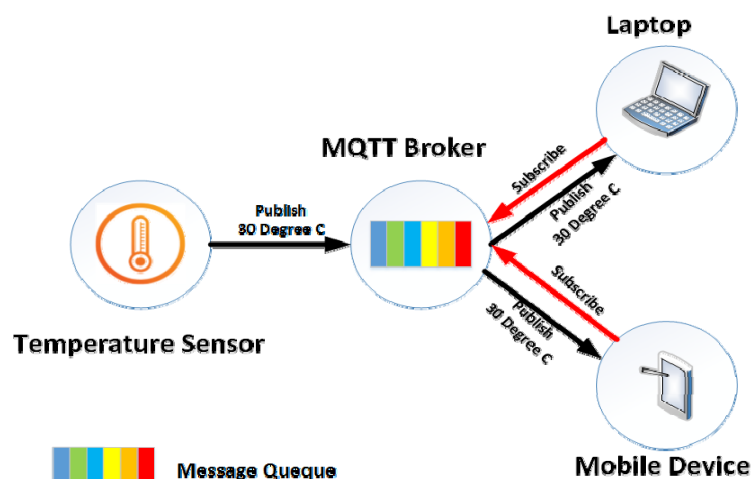 Laptop
MQTT Broker
Subscribe
Publish
30 Degree C
Publish
30 Degree C
Subscribe
Publish
30 Degree C
Temperature Sensor
Mobile Device
Message Queque